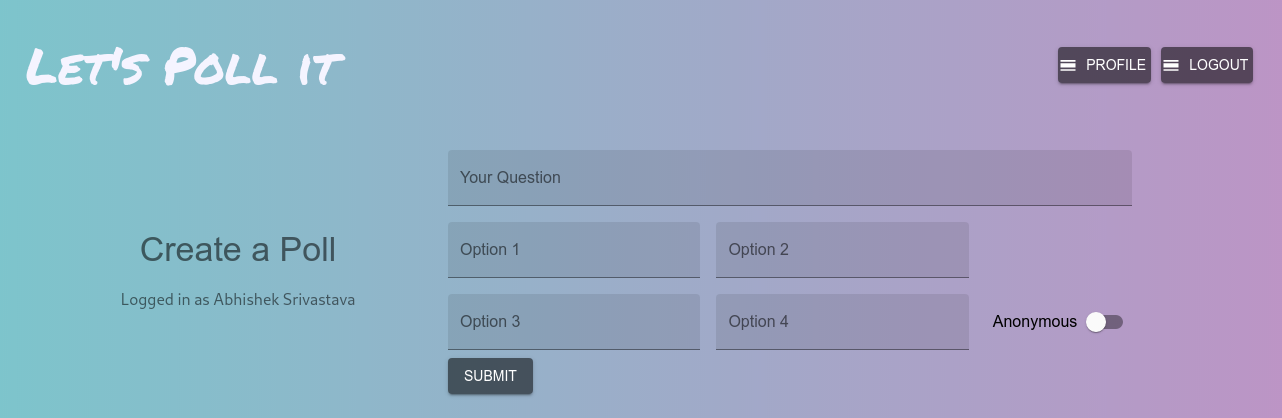 Let's Poll it
PROFILE
LOGOUT
Your Question
Create a Poll
Logged in as Abhishek Srivastava
Option 1
Option 2
Option 3
Option 4
Anonymous
SUBMIT